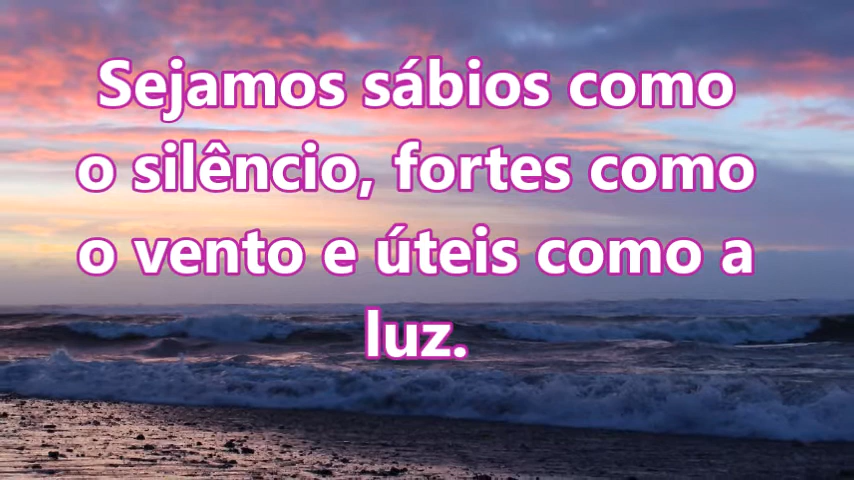 Sejamos sábios como
o silêncio, fortes como
o vento e úteis como a
luz.